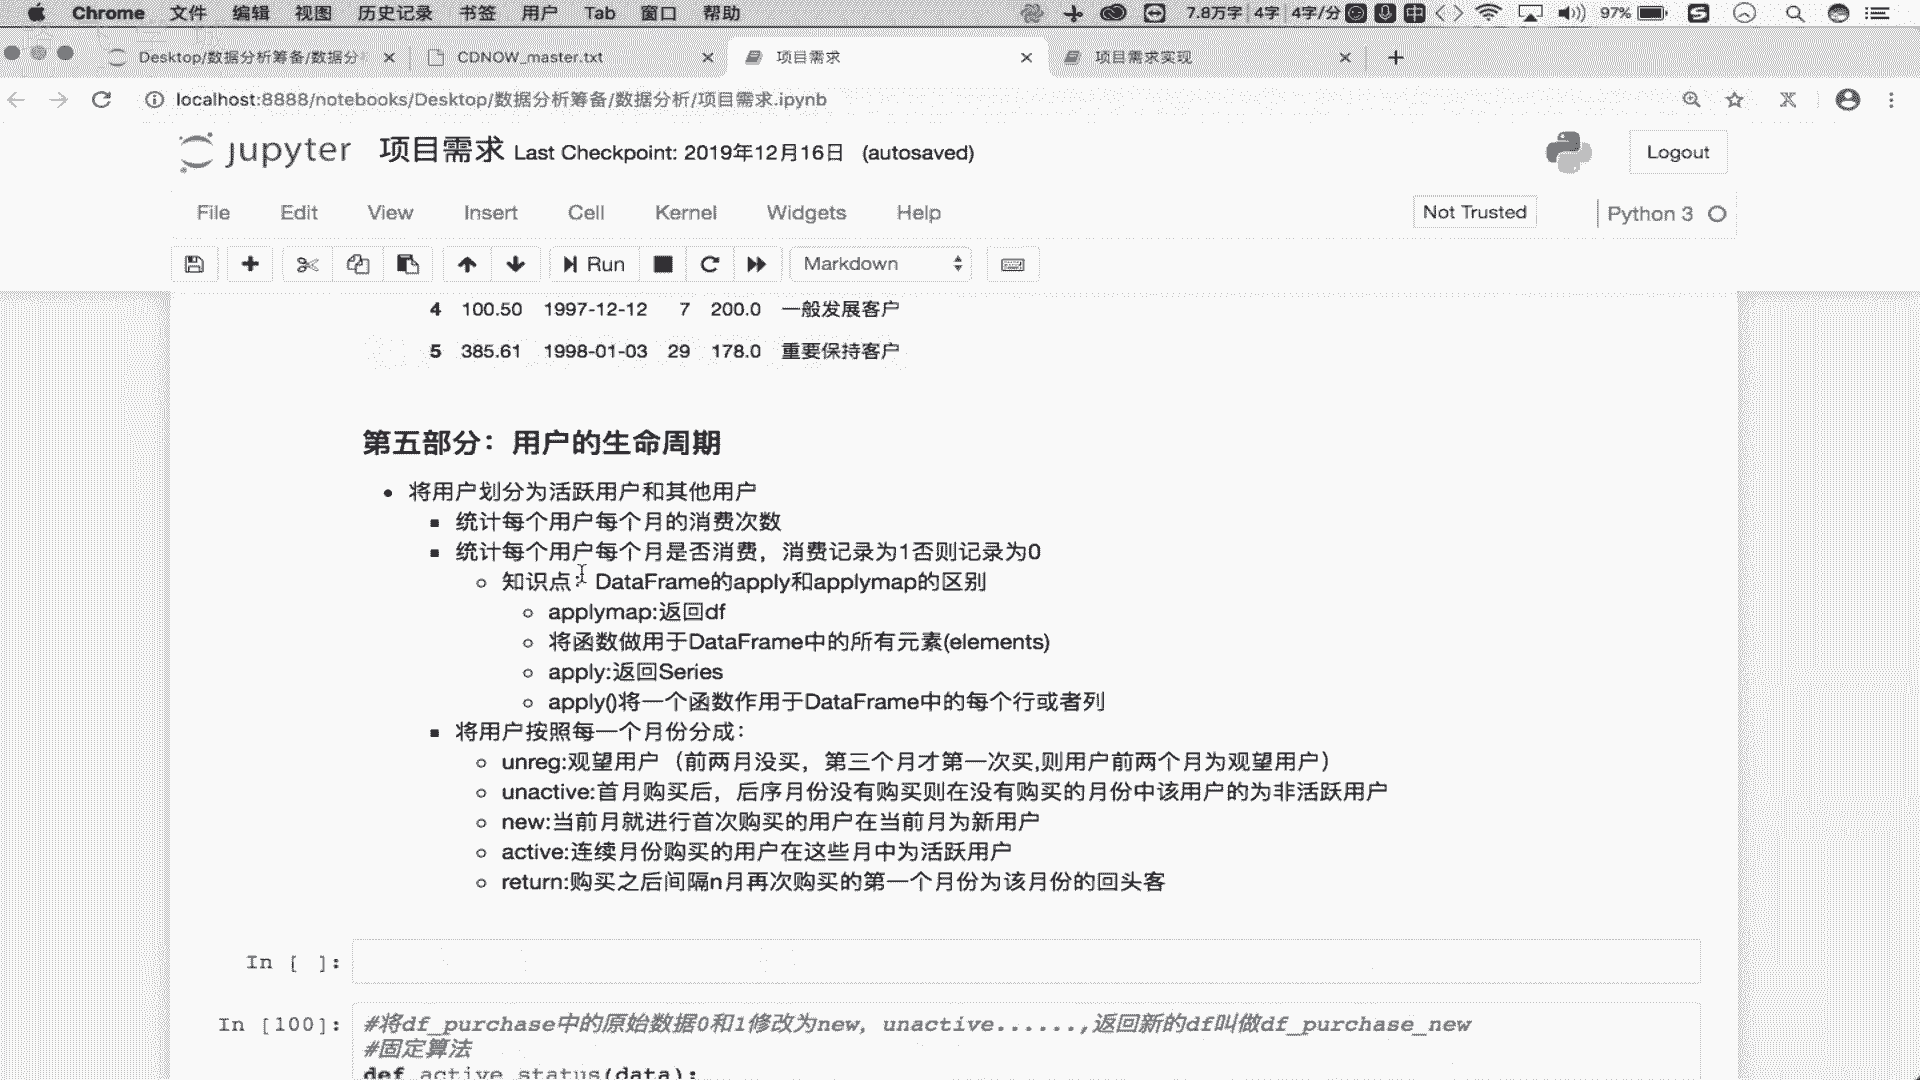 Chrome 文件 编辑 视图 历史记录 书签 用户 Tab 窗口 帮助 7.8万字 4字 4字/分 中 97%
Desktop/数据分析筹备/数据分 CDNOW_master.txt 项目需求 项目需求实现
localhost:8888/notebooks/Desktop/数据分析筹备/数据分析/项目需求.ipynb
jupyter 项目需求 Last Checkpoint: 2019年12月16日 (autosaved) Logout
File Edit View Insert Cell Kernel Widgets Help Not Trusted Python 3
Run Markdown
4 100.50 1997-12-12 7 200.0 一般发展客户
5 385.61 1998-01-03 29 178.0 重要保持客户
第五部分：用户的生命周期
将用户划分为活跃用户和其他用户
统计每个用户每个月的消费次数
统计每个用户每个月是否消费，消费记录为1否则记录为0
知识点：DataFrame的apply和applymap的区别
applymap:返回df
将函数做用于DataFrame中的所有元素(elements)
apply:返回Series
apply()将一个函数作用于DataFrame中的每个行或者列
将用户按照每一个月份分成：
unreg:观望用户（前两月没买，第三个月才第一次买,则用户前两个月为观望用户）
unactive:首月购买后，后序月份没有购买则在没有购买的月份中该用户的为非活跃用户
new:当前月就进行首次购买的用户在当前月为新用户
active:连续月份购买的用户在这些月中为活跃用户
return:购买之后间隔n月再次购买的第一个月份为该月份的回头客
In [ ]:
In [100]: #将df_purchase中的原始数据0和1修改为new，unactive......,返回新的df叫做df_purchase_new
#固定算法
def active_status(data):